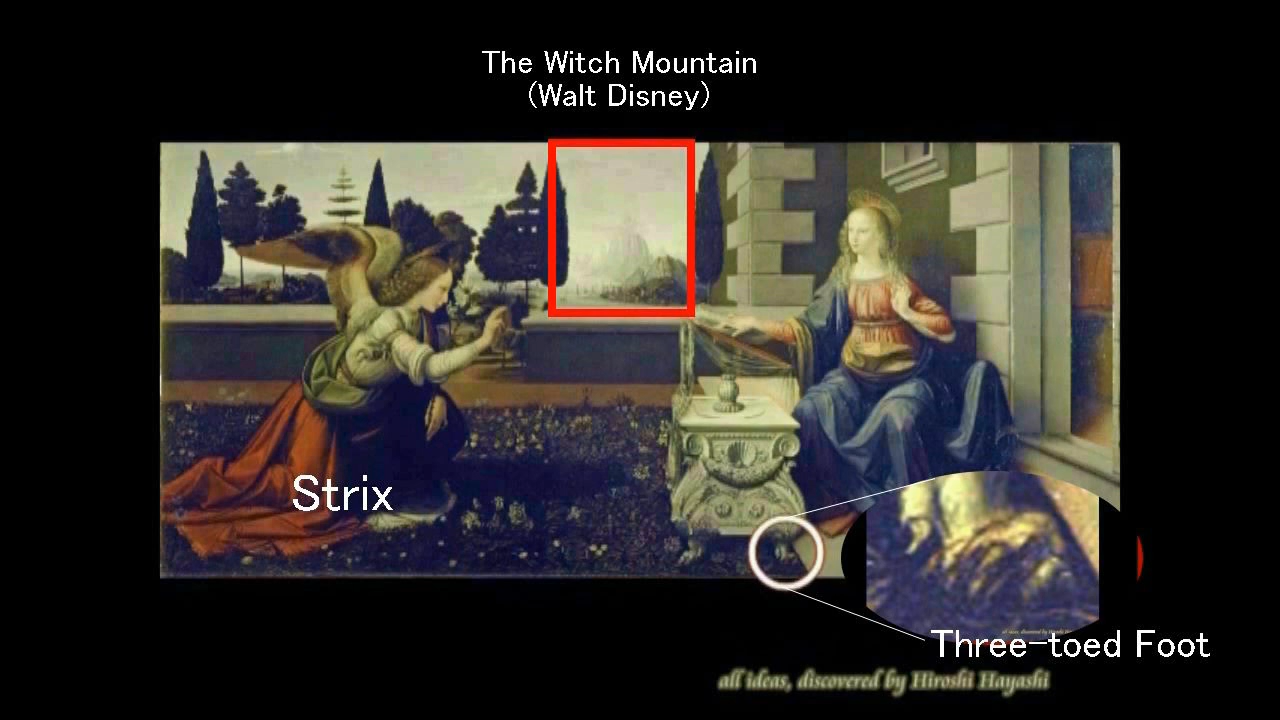 The Witch Mountain
(Walt Disney)
Strix
Three-toed Foot
all ideas, discovered by Hiroshi Hayashi